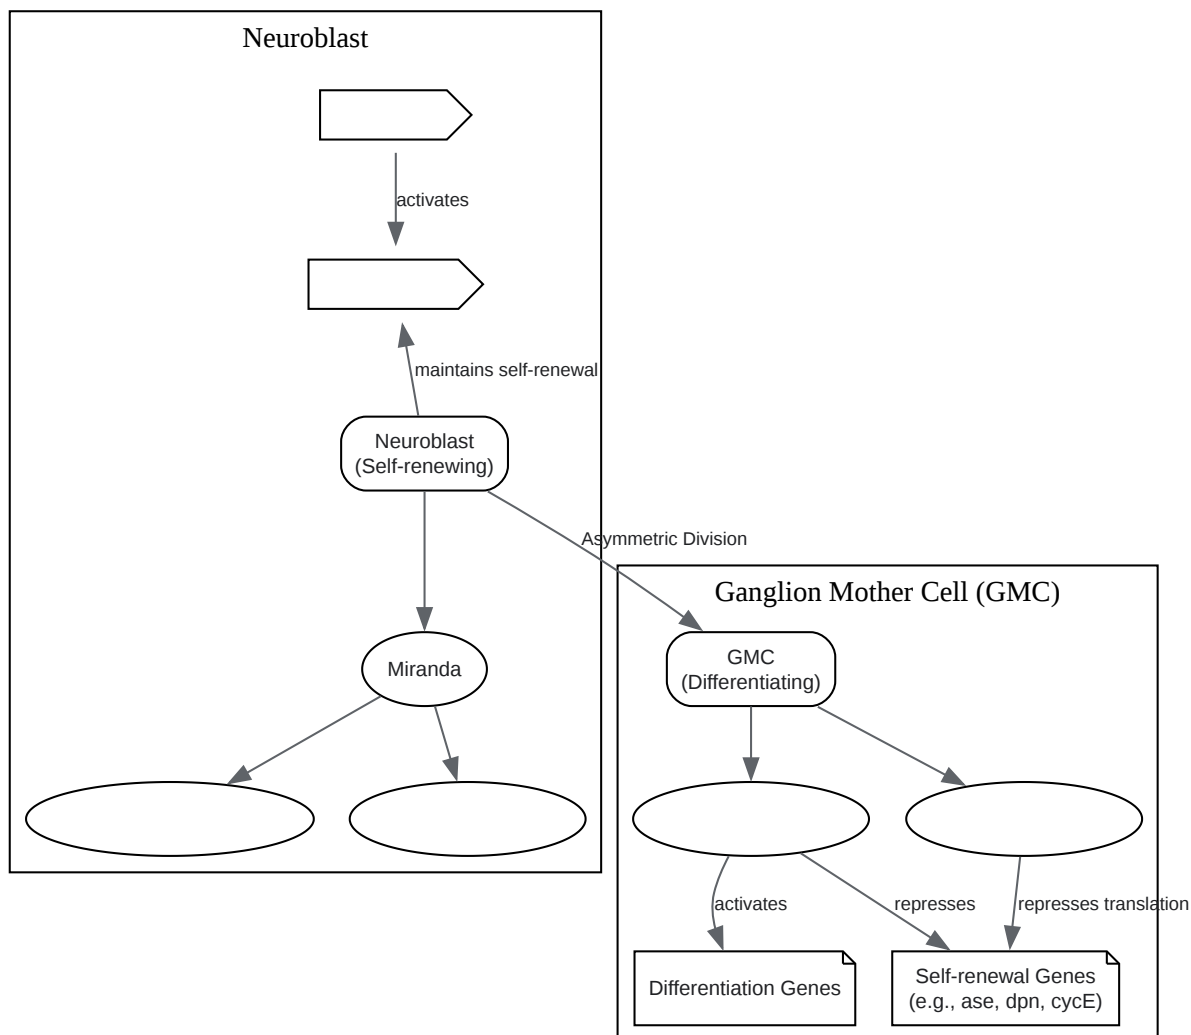 Neuroblast
activates
maintains self-renewal
Neuroblast
(Self-renewing)
Asymmetric Division
Ganglion Mother Cell (GMC)
Miranda
GMC
(Differentiating)
activates
represses
represses translation
Differentiation Genes
Self-renewal Genes
(e.g., ase, dpn, cycE)